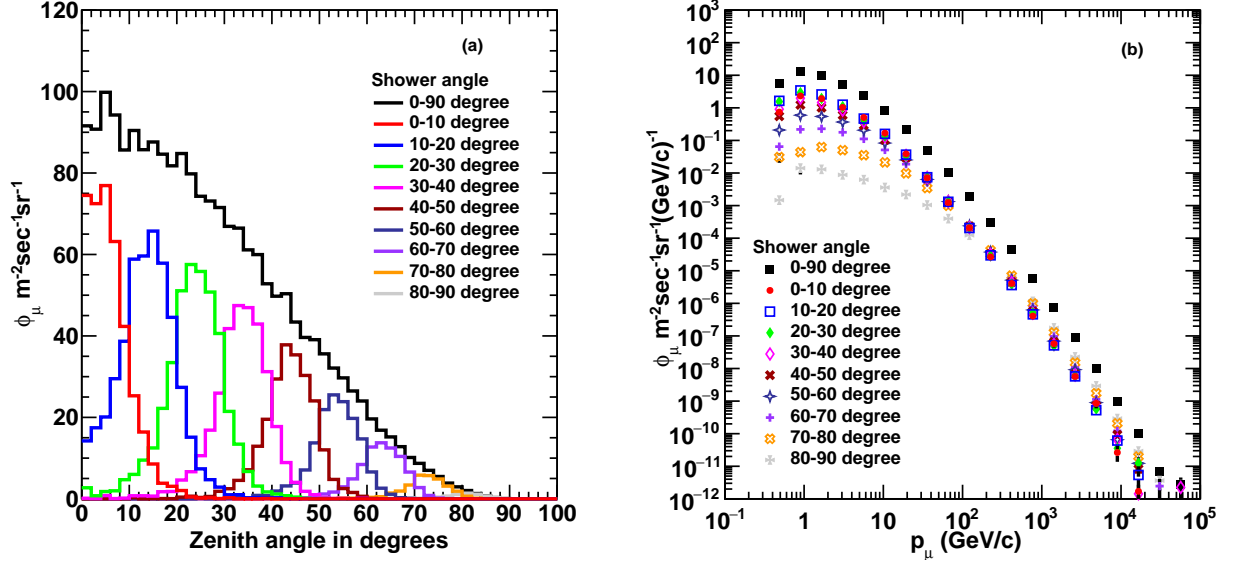 (a)
120
100
80
60
40
20
0
ϕμ m-2sec-1sr-1
Shower angle
0-90 degree
0-10 degree
10-20 degree
20-30 degree
30-40 degree
40-50 degree
50-60 degree
60-70 degree
70-80 degree
80-90 degree
0 10 20 30 40 50 60 70 80 90 100
Zenith angle in degrees
(b)
10³
10²
10
1
10⁻¹
10⁻²
10⁻³
10⁻⁴
10⁻⁵
10⁻⁶
10⁻⁷
10⁻⁸
10⁻⁹
10⁻¹⁰
10⁻¹¹
10⁻¹²
ϕμ m-2sec-1sr-1(GeV/c)-1
Shower angle
0-90 degree
0-10 degree
10-20 degree
20-30 degree
30-40 degree
40-50 degree
50-60 degree
60-70 degree
70-80 degree
80-90 degree
10⁻¹ 1 10 10² 10³ 10⁴ 10⁵
pμ (GeV/c)